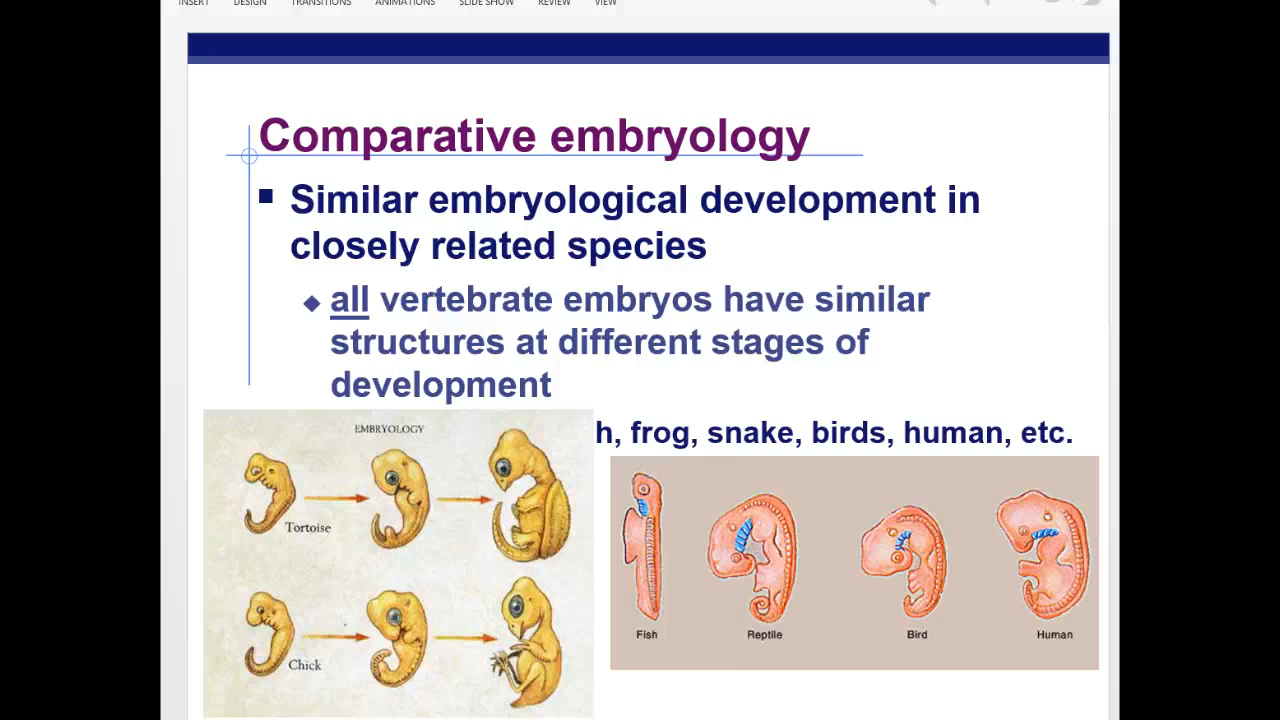 INSERT DESIGN TRANSITIONS ANIMATIONS SLIDE SHOW REVIEW VIEW
Comparative embryology
Similar embryological development in
closely related species
all vertebrate embryos have similar
structures at different stages of
development
h, frog, snake, birds, human, etc.
EMBRYOLOGY
Tortoise
Chick
Fish Reptile Bird Human